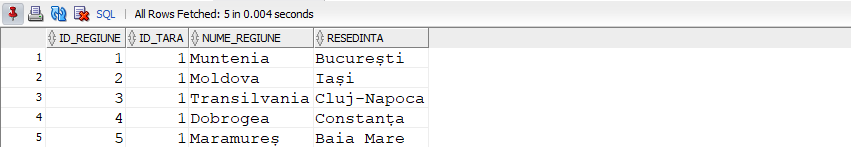 SQL | All Rows Fetched: 5 in 0.004 seconds
ID_REGIUNE ID_TARA NUME_REGIUNE RESEDINTA
1 1 1 Muntenia București
2 2 1 Moldova Iași
3 3 1 Transilvania Cluj-Napoca
4 4 1 Dobrogea Constanța
5 5 1 Maramureș Baia Mare